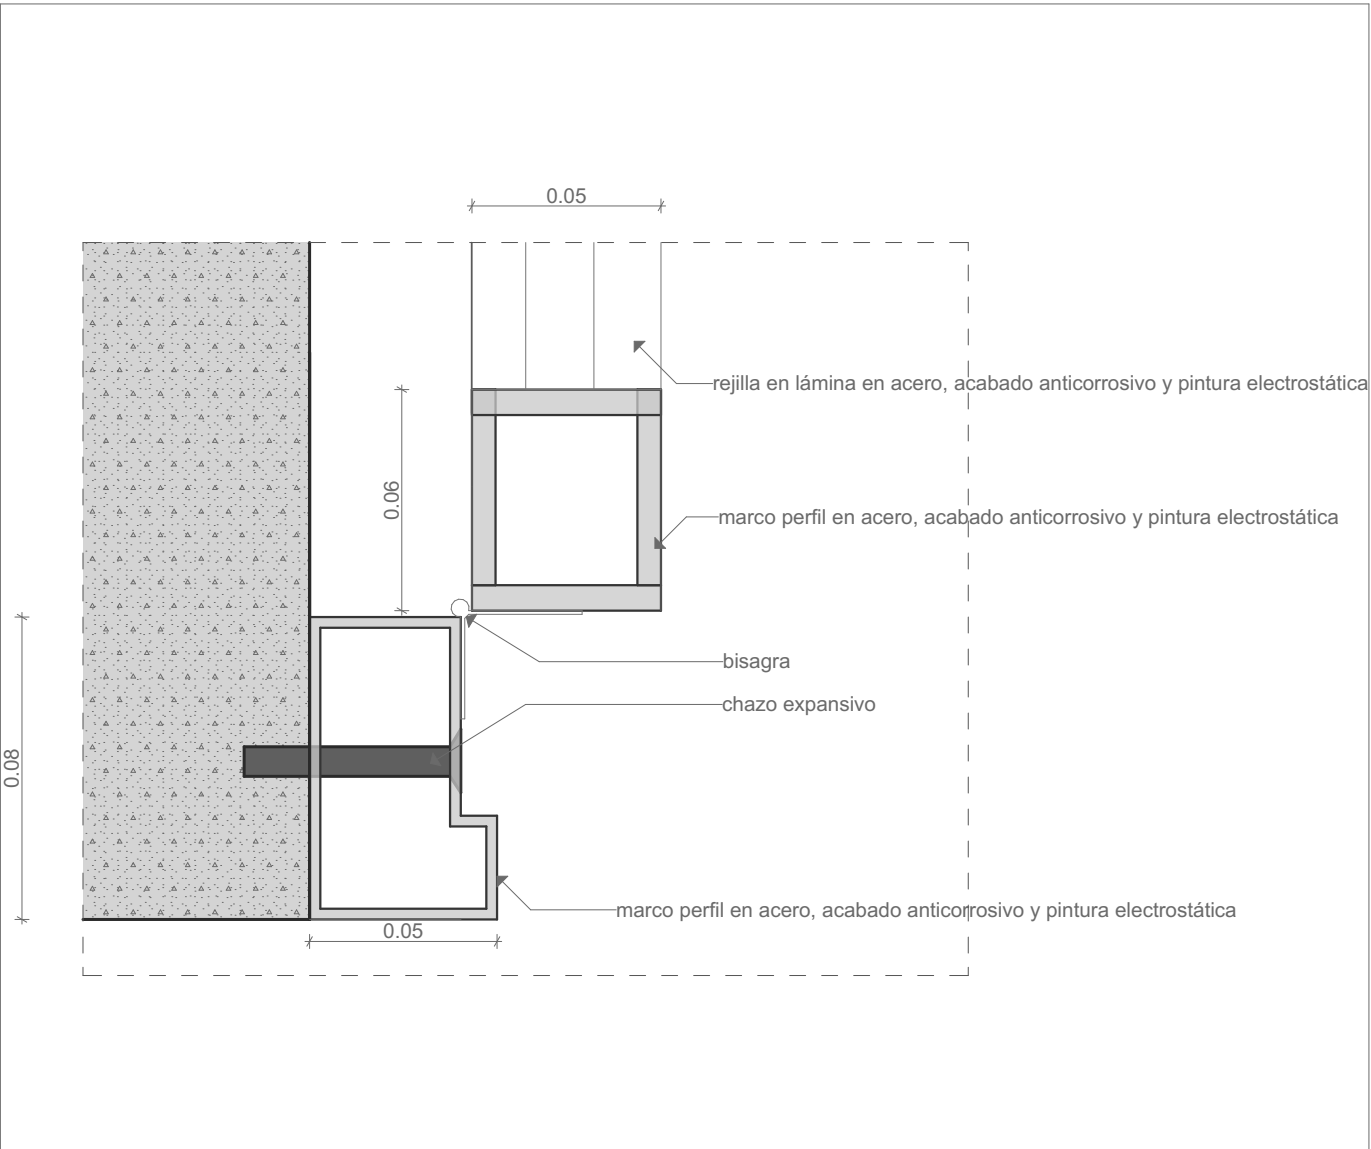 0.05
rejilla en lámina en acero, acabado anticorrosivo y pintura electrostática
0.06
marco perfil en acero, acabado anticorrosivo y pintura electrostática
bisagra
chazo expansivo
0.08
marco perfil en acero, acabado anticorrosivo y pintura electrostática
0.05